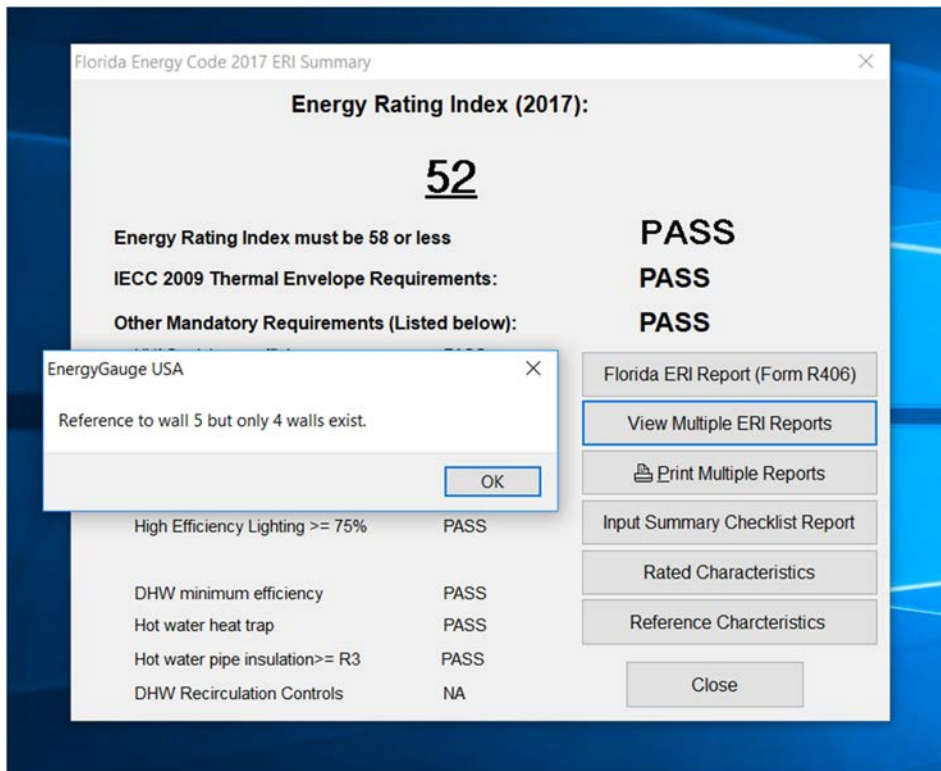 Florida Energy Code 2017 ERI Summary
Energy Rating Index (2017):
52
Energy Rating Index must be 58 or less PASS
IECC 2009 Thermal Envelope Requirements: PASS
Other Mandatory Requirements (Listed below): PASS
EnergyGauge USA
Reference to wall 5 but only 4 walls exist.
OK
High Efficiency Lighting >= 75% PASS
DHW minimum efficiency PASS
Hot water heat trap PASS
Hot water pipe insulation>= R3 PASS
DHW Recirculation Controls NA
Florida ERI Report (Form R406)
View Multiple ERI Reports
Print Multiple Reports
Input Summary Checklist Report
Rated Characteristics
Reference Charcteristics
Close